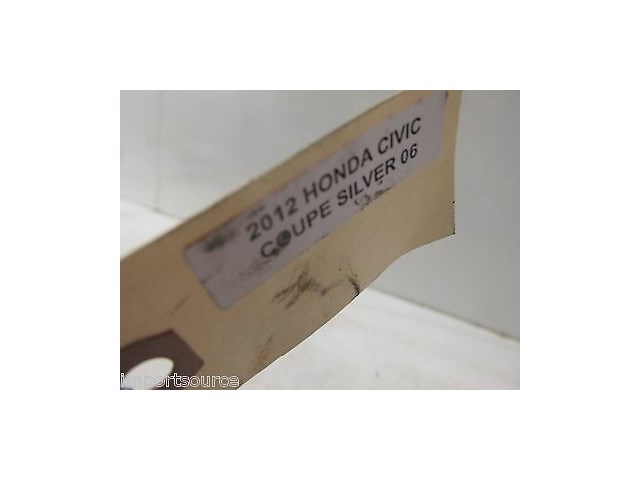 2012 HONDA CIVIC
COUPE SILVER 06
importsource